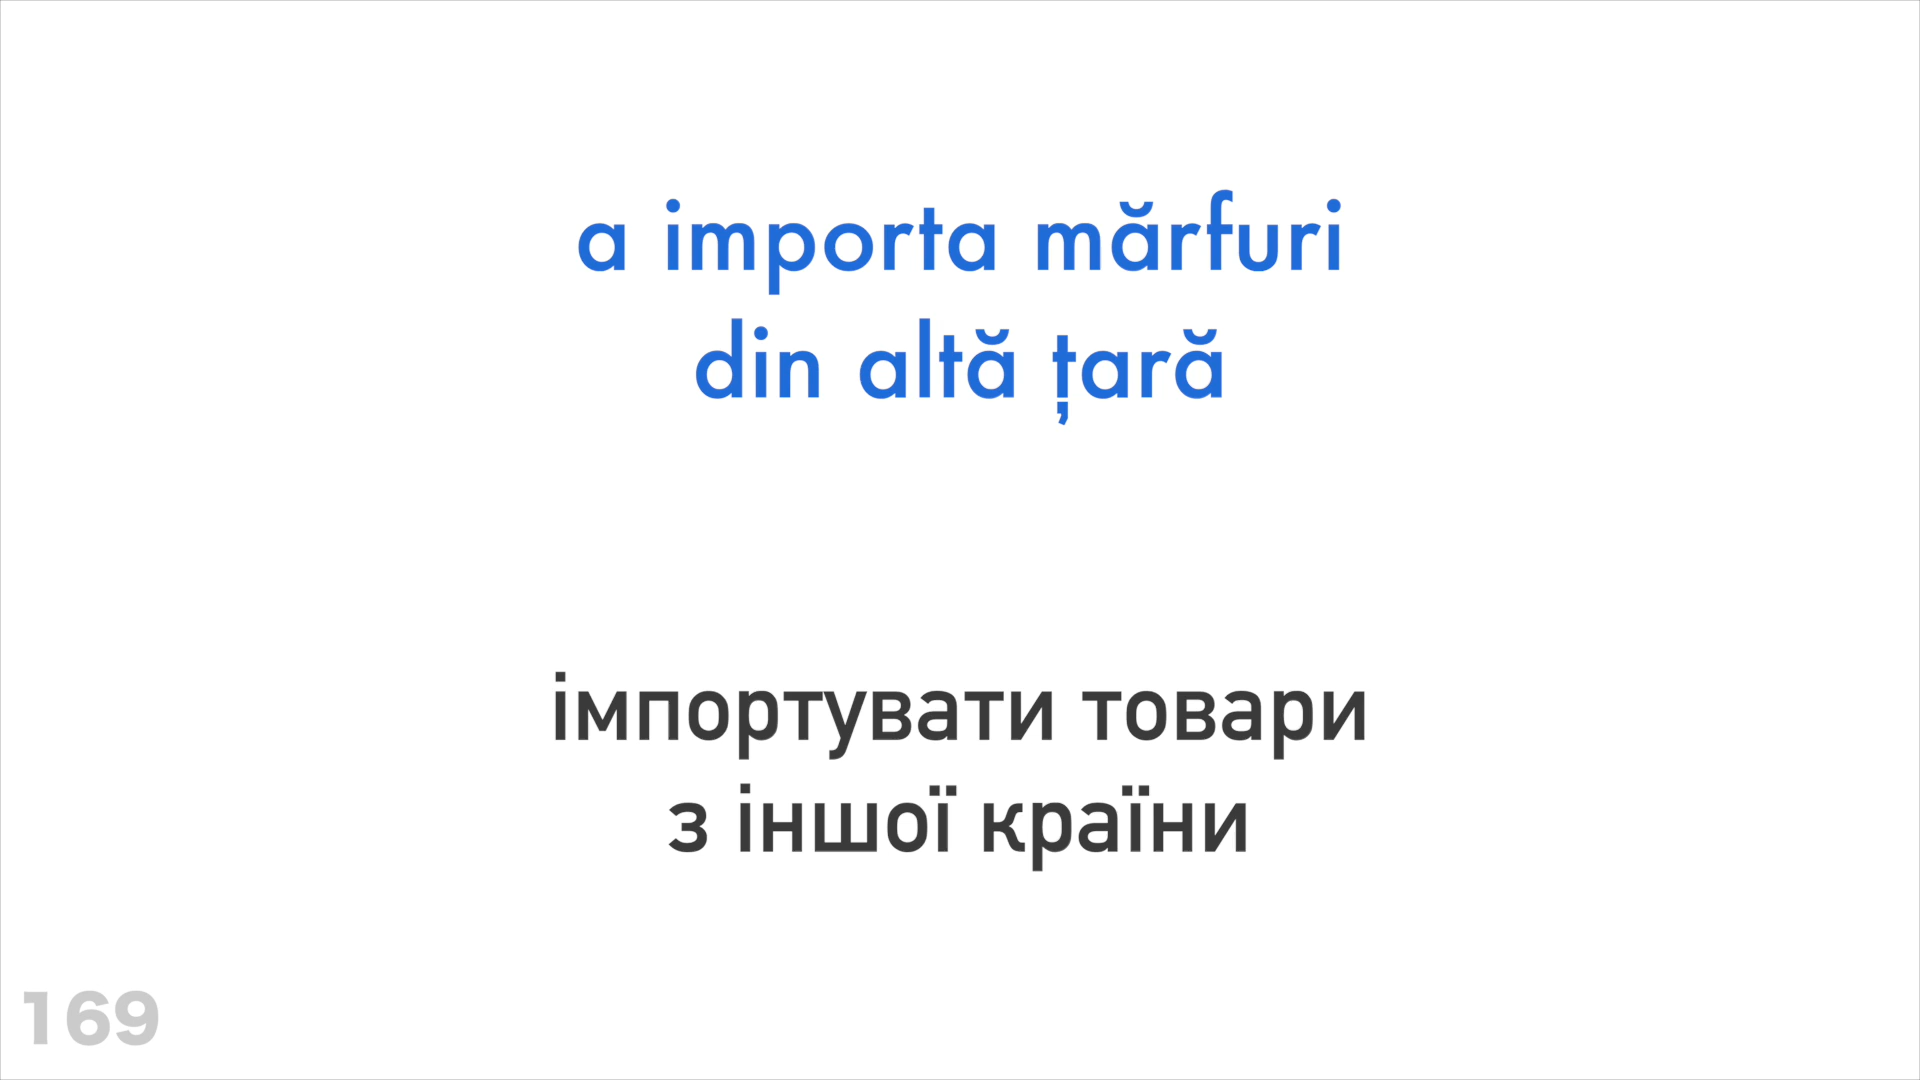 a importa mărfuri
din altă țară
імпортувати товари
з іншої країни
169